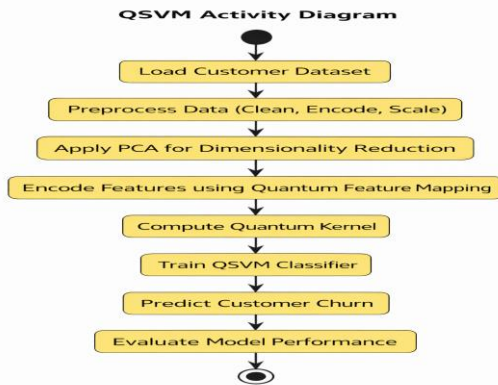 QSVM Activity Diagram
Load Customer Dataset
Preprocess Data (Clean, Encode, Scale)
Apply PCA for Dimensionality Reduction
Encode Features using Quantum Feature Mapping
Compute Quantum Kernel
Train QSVM Classifier
Predict Customer Churn
Evaluate Model Performance